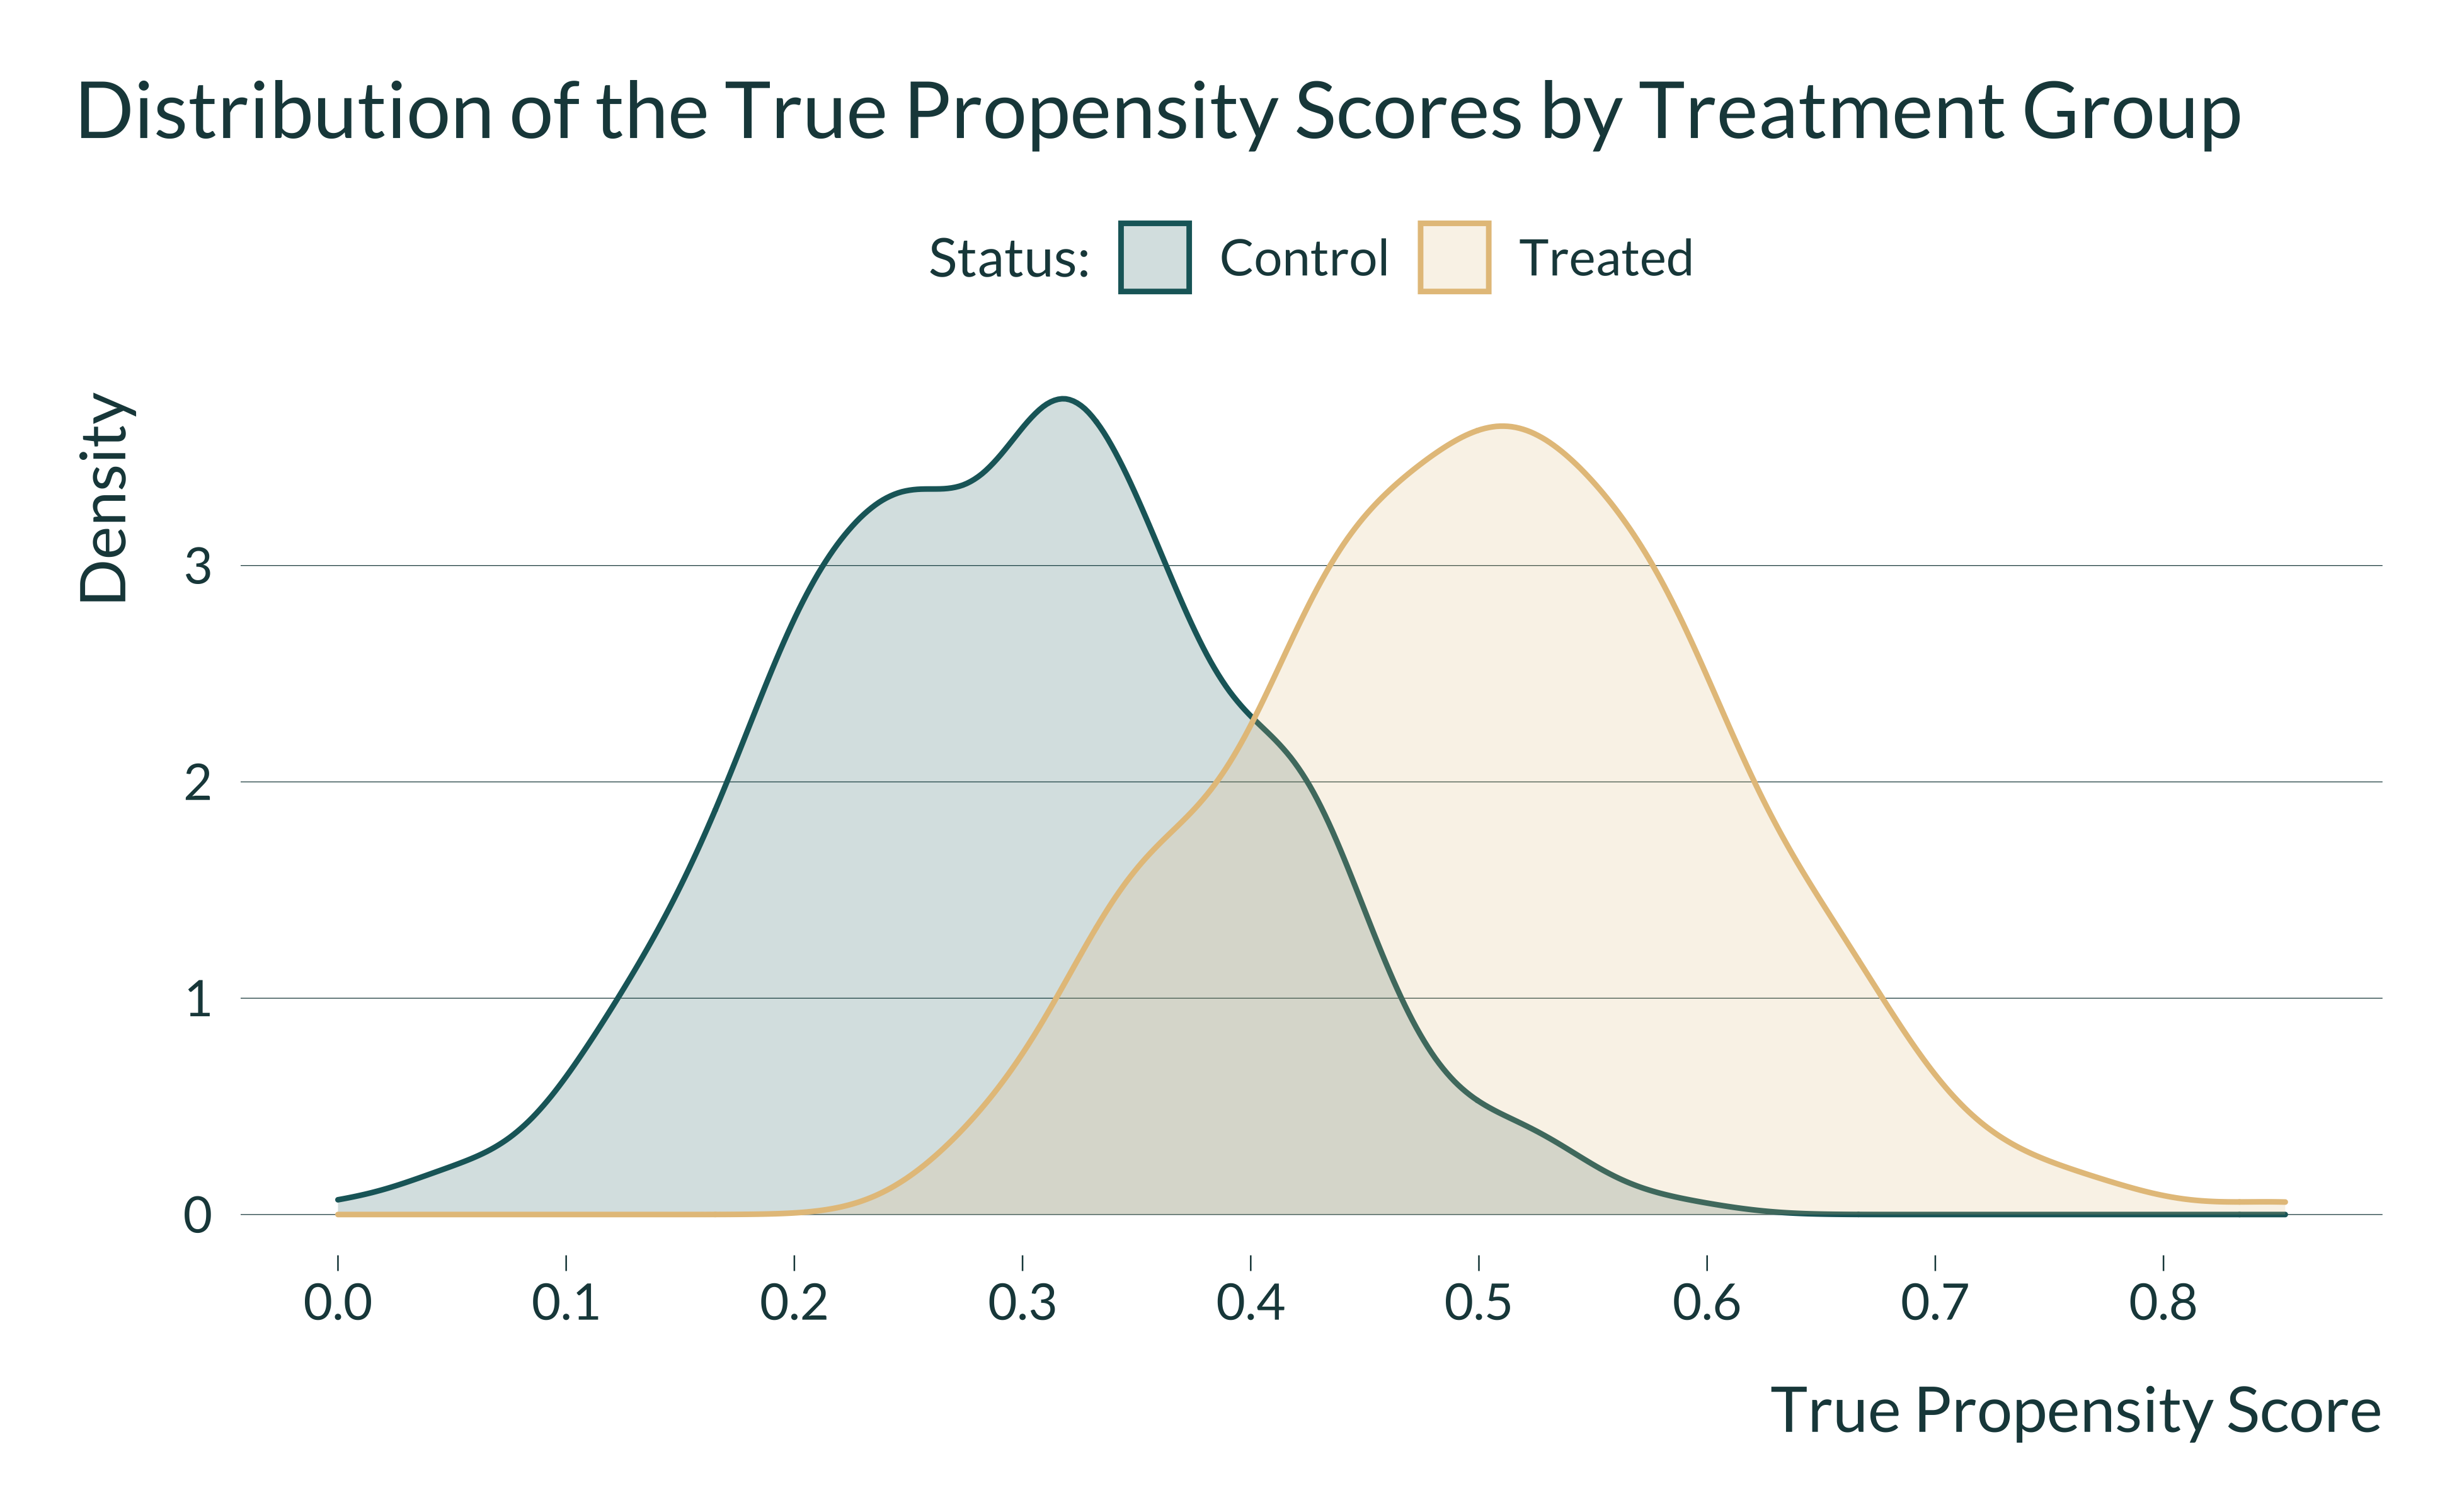 Distribution of the True Propensity Scores by Treatment Group
Status: Control Treated
Density
3
2
1
0
0.0 0.1 0.2 0.3 0.4 0.5 0.6 0.7 0.8
True Propensity Score